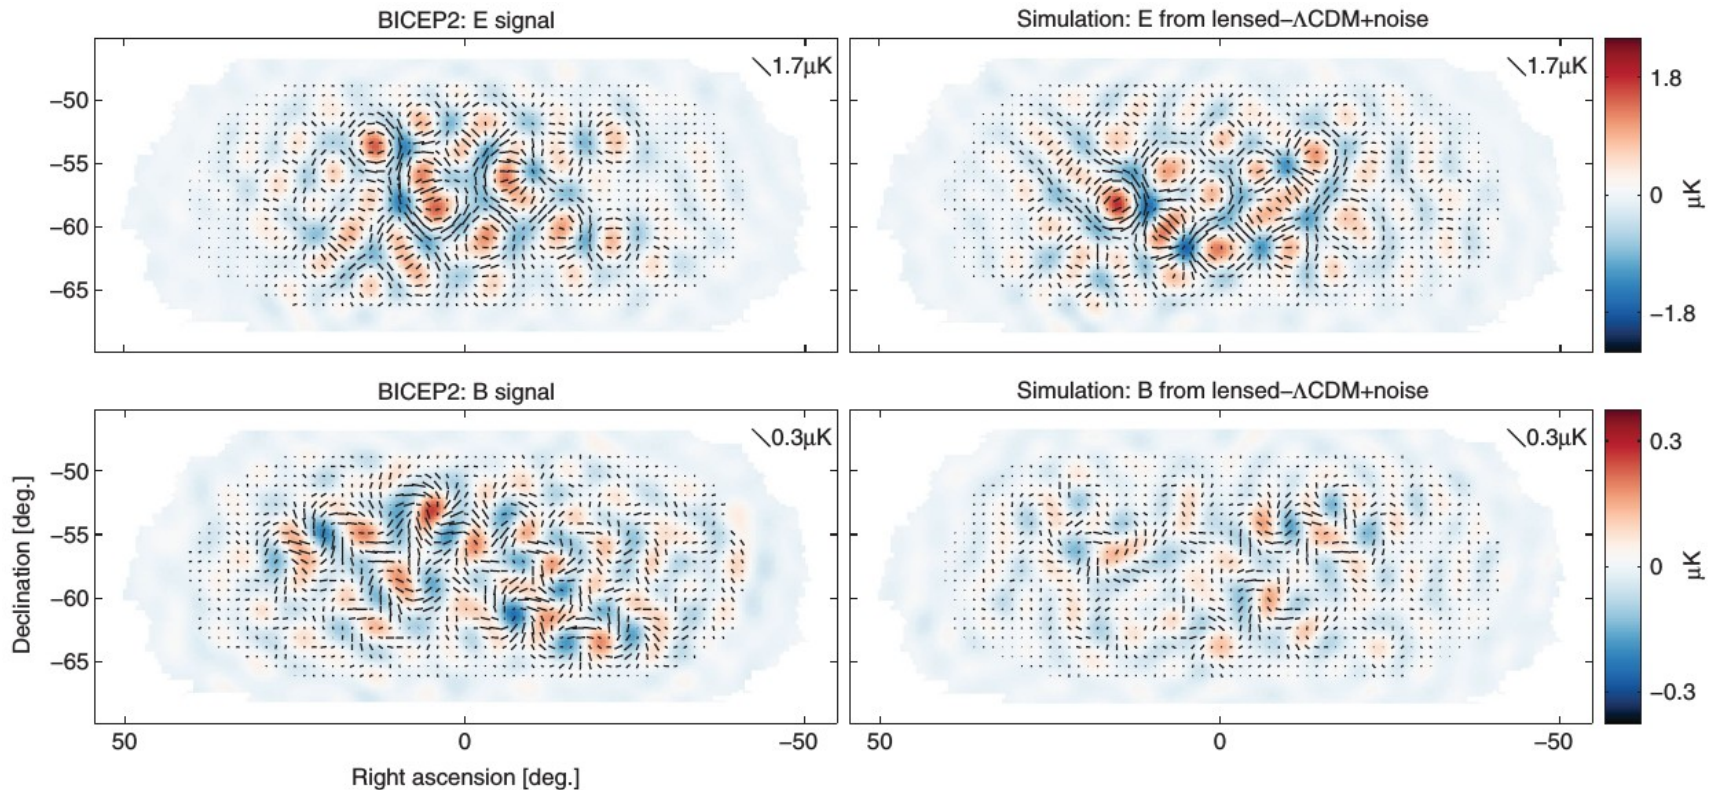 BICEP2: E signal
Simulation: E from lensed–ΛCDM+noise
1.7μK
1.7μK
−50
−55
−60
−65
1.8
0
−1.8
μK
BICEP2: B signal
Simulation: B from lensed–ΛCDM+noise
0.3μK
0.3μK
Declination [deg.]
−50
−55
−60
−65
0.3
0
−0.3
μK
50
0
−50
50
0
−50
Right ascension [deg.]